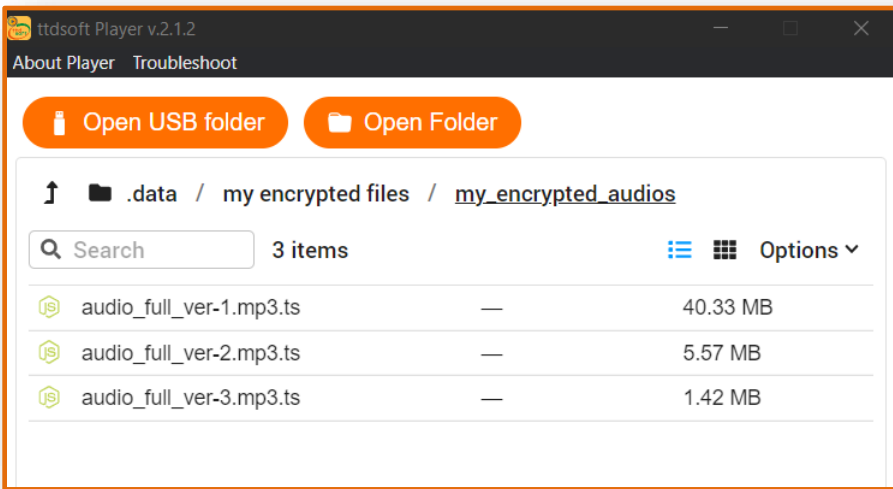 ttdsoft Player v.2.1.2
About Player Troubleshoot
Open USB folder Open Folder
.data / my encrypted files / my_encrypted_audios
Search 3 items Options
audio_full_ver-1.mp3.ts — 40.33 MB
audio_full_ver-2.mp3.ts — 5.57 MB
audio_full_ver-3.mp3.ts — 1.42 MB